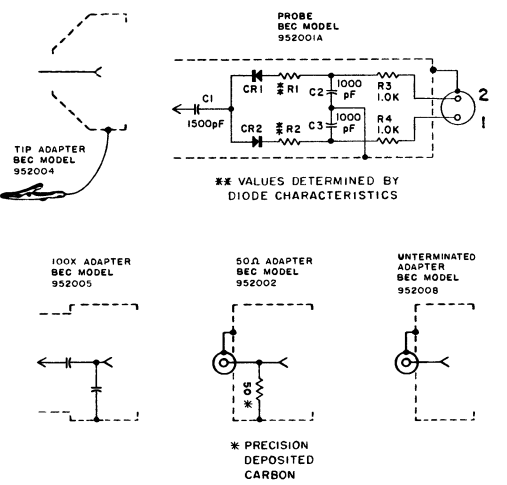 PROBE
BEC MODEL
952001A
CR1
** R1
C1
1500pF
CR2
** R2
1000
pF
C2
C3
1000
pF
R3
1.0K
R4
1.0K
2
1
TIP ADAPTER
BEC MODEL
952004
** VALUES DETERMINED BY
DIODE CHARACTERISTICS
100X ADAPTER
BEC MODEL
952005
50Ω ADAPTER
BEC MODEL
952002
50 *
UNTERMINATED
ADAPTER
BEC MODEL
952008
* PRECISION
DEPOSITED
CARBON